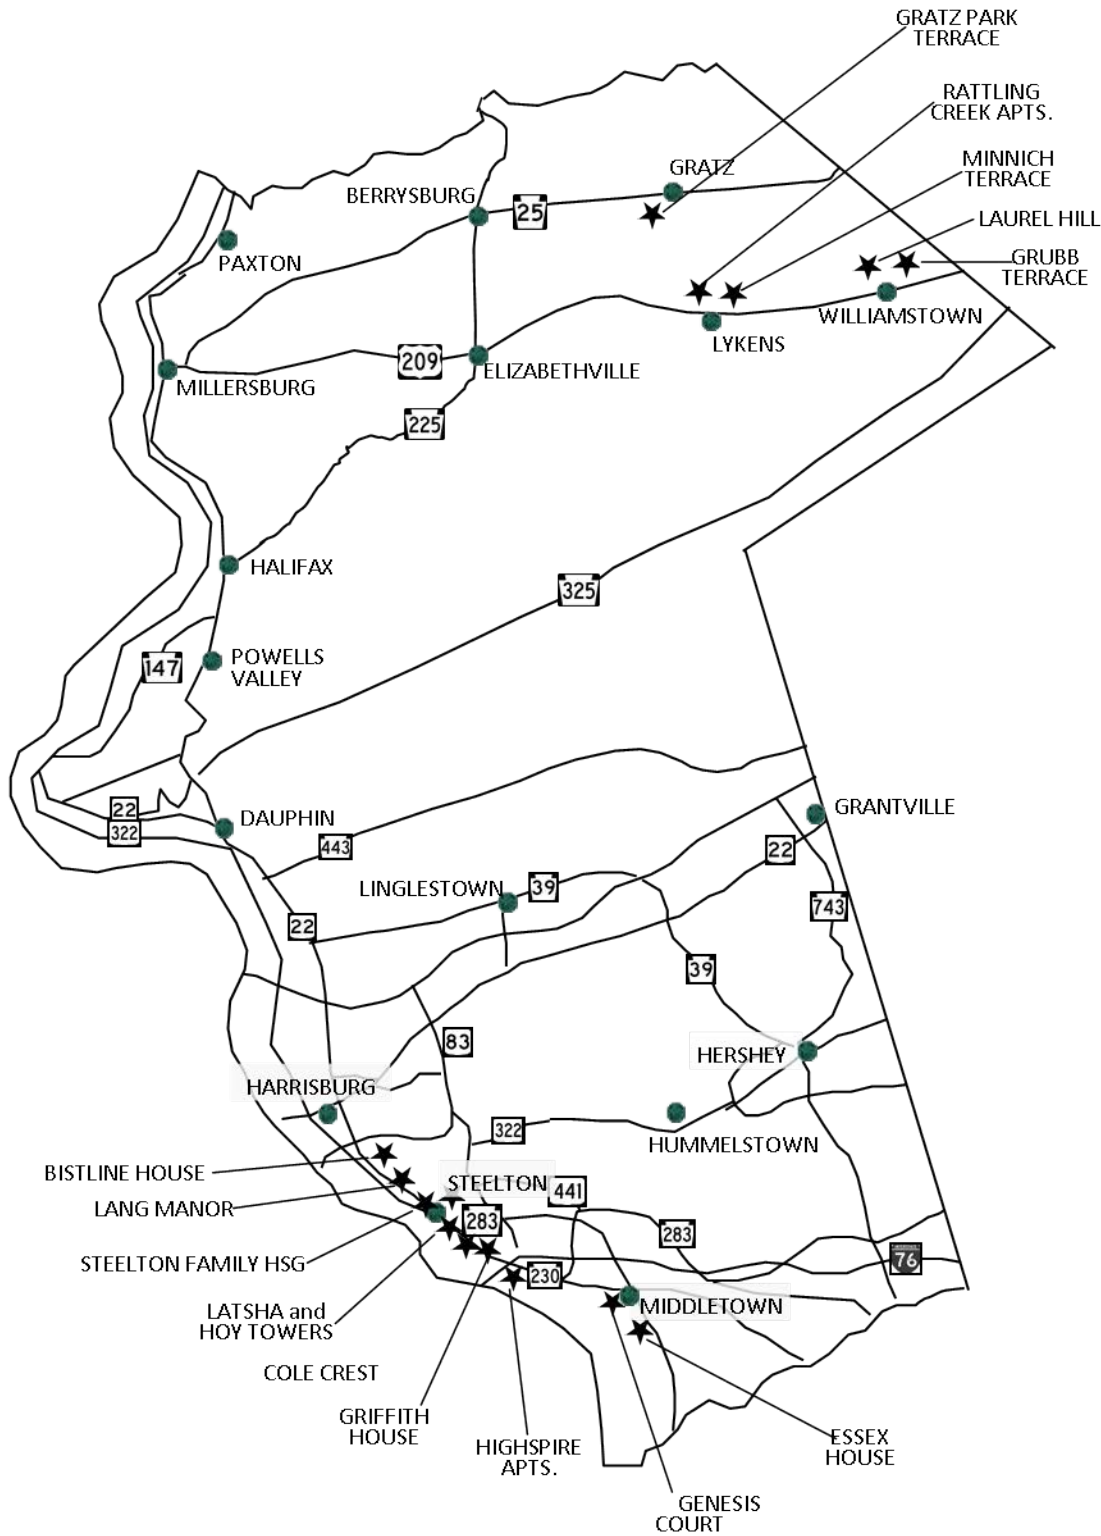 GRATZ PARK
TERRACE
RATTLING
CREEK APTS.
MINNICH
TERRACE
GRATZ
BERRYSBURG
25
LAUREL HILL
GRUBB
TERRACE
PAXTON
WILLIAMSTOWN
LYKENS
209
ELIZABETHVILLE
MILLERSBURG
225
HALIFAX
325
POWELLS
VALLEY
147
22
322
DAUPHIN
GRANTVILLE
443
22
LINGLESTOWN
39
743
22
39
83
HERSHEY
HARRISBURG
322
HUMMELSTOWN
BISTLINE HOUSE
STEELTON
441
LANG MANOR
283
283
STEELTON FAMILY HSG
76
230
LATSHA and
HOY TOWERS
MIDDLETOWN
COLE CREST
GRIFFITH
HOUSE
HIGHSPIRE
APTS.
ESSEX
HOUSE
GENESIS
COURT